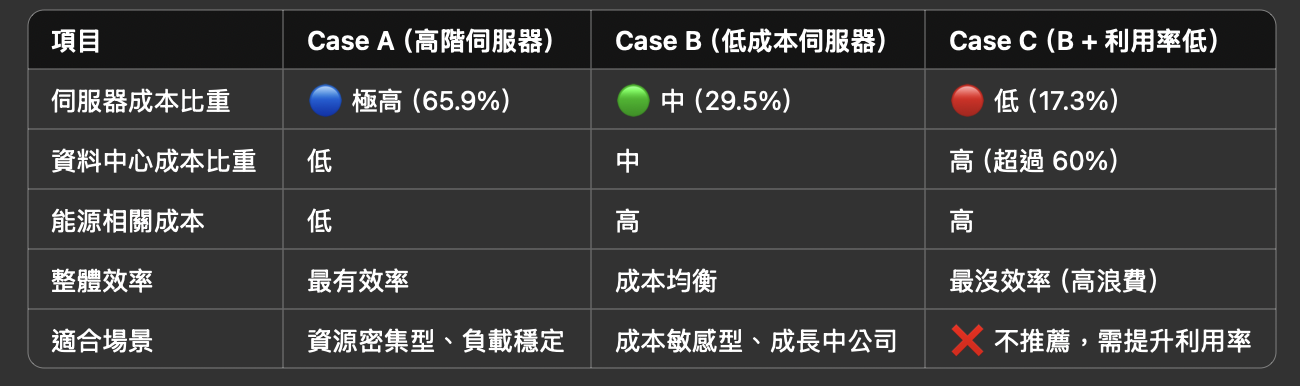 項目 Case A（高階伺服器） Case B（低成本伺服器） Case C（B + 利用率低）
伺服器成本比重 🔵 極高（65.9%） 🟢 中（29.5%） 🔴 低（17.3%）
資料中心成本比重 低 中 高（超過 60%）
能源相關成本 低 高 高
整體效率 最有效率 成本均衡 最沒效率（高浪費）
適合場景 資源密集型、負載穩定 成本敏感型、成長中公司 ❌ 不推薦，需提升利用率